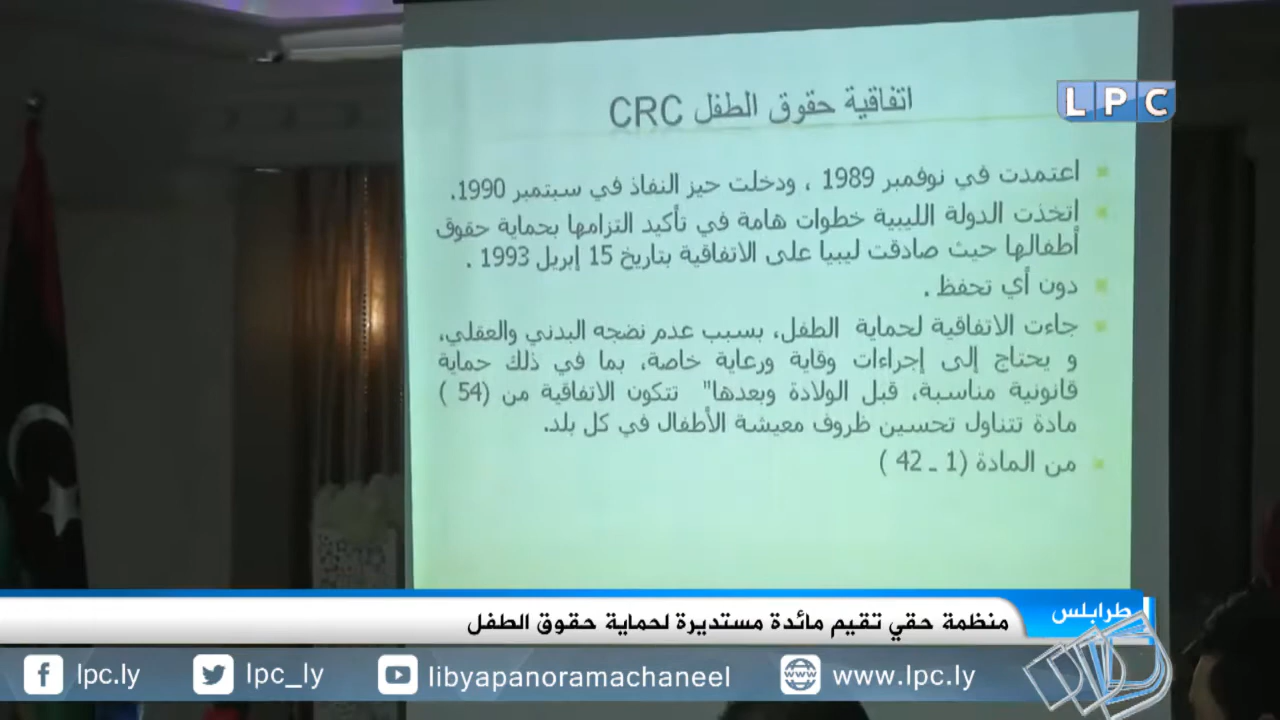 اتفاقية حقوق الطفل CRC
LPC
اعتمدت في نوفمبر 1989 ، ودخلت حيز النفاذ في سبتمبر 1990.
اتخذت الدولة الليبية خطوات هامة في تأكيد التزامها بحماية حقوق
أطفالها حيث صادقت ليبيا على الاتفاقية بتاريخ 15 إبريل 1993 .
دون أي تحفظ .
جاءت الاتفاقية لحماية الطفل، بسبب عدم نضجه البدني والعقلي،
و يحتاج إلى إجراءات وقاية ورعاية خاصة، بما في ذلك حماية
قانونية مناسبة، قبل الولادة وبعدها" تتكون الاتفاقية من (54 )
مادة تتناول تحسين ظروف معيشة الأطفال في كل بلد.
من المادة (1 ـ 42 )
طرابلس
منظمة حقي تقيم مائدة مستديرة لحماية حقوق الطفل
lpc.ly
lpc_ly
libyapanoramachaneel
www.lpc.ly